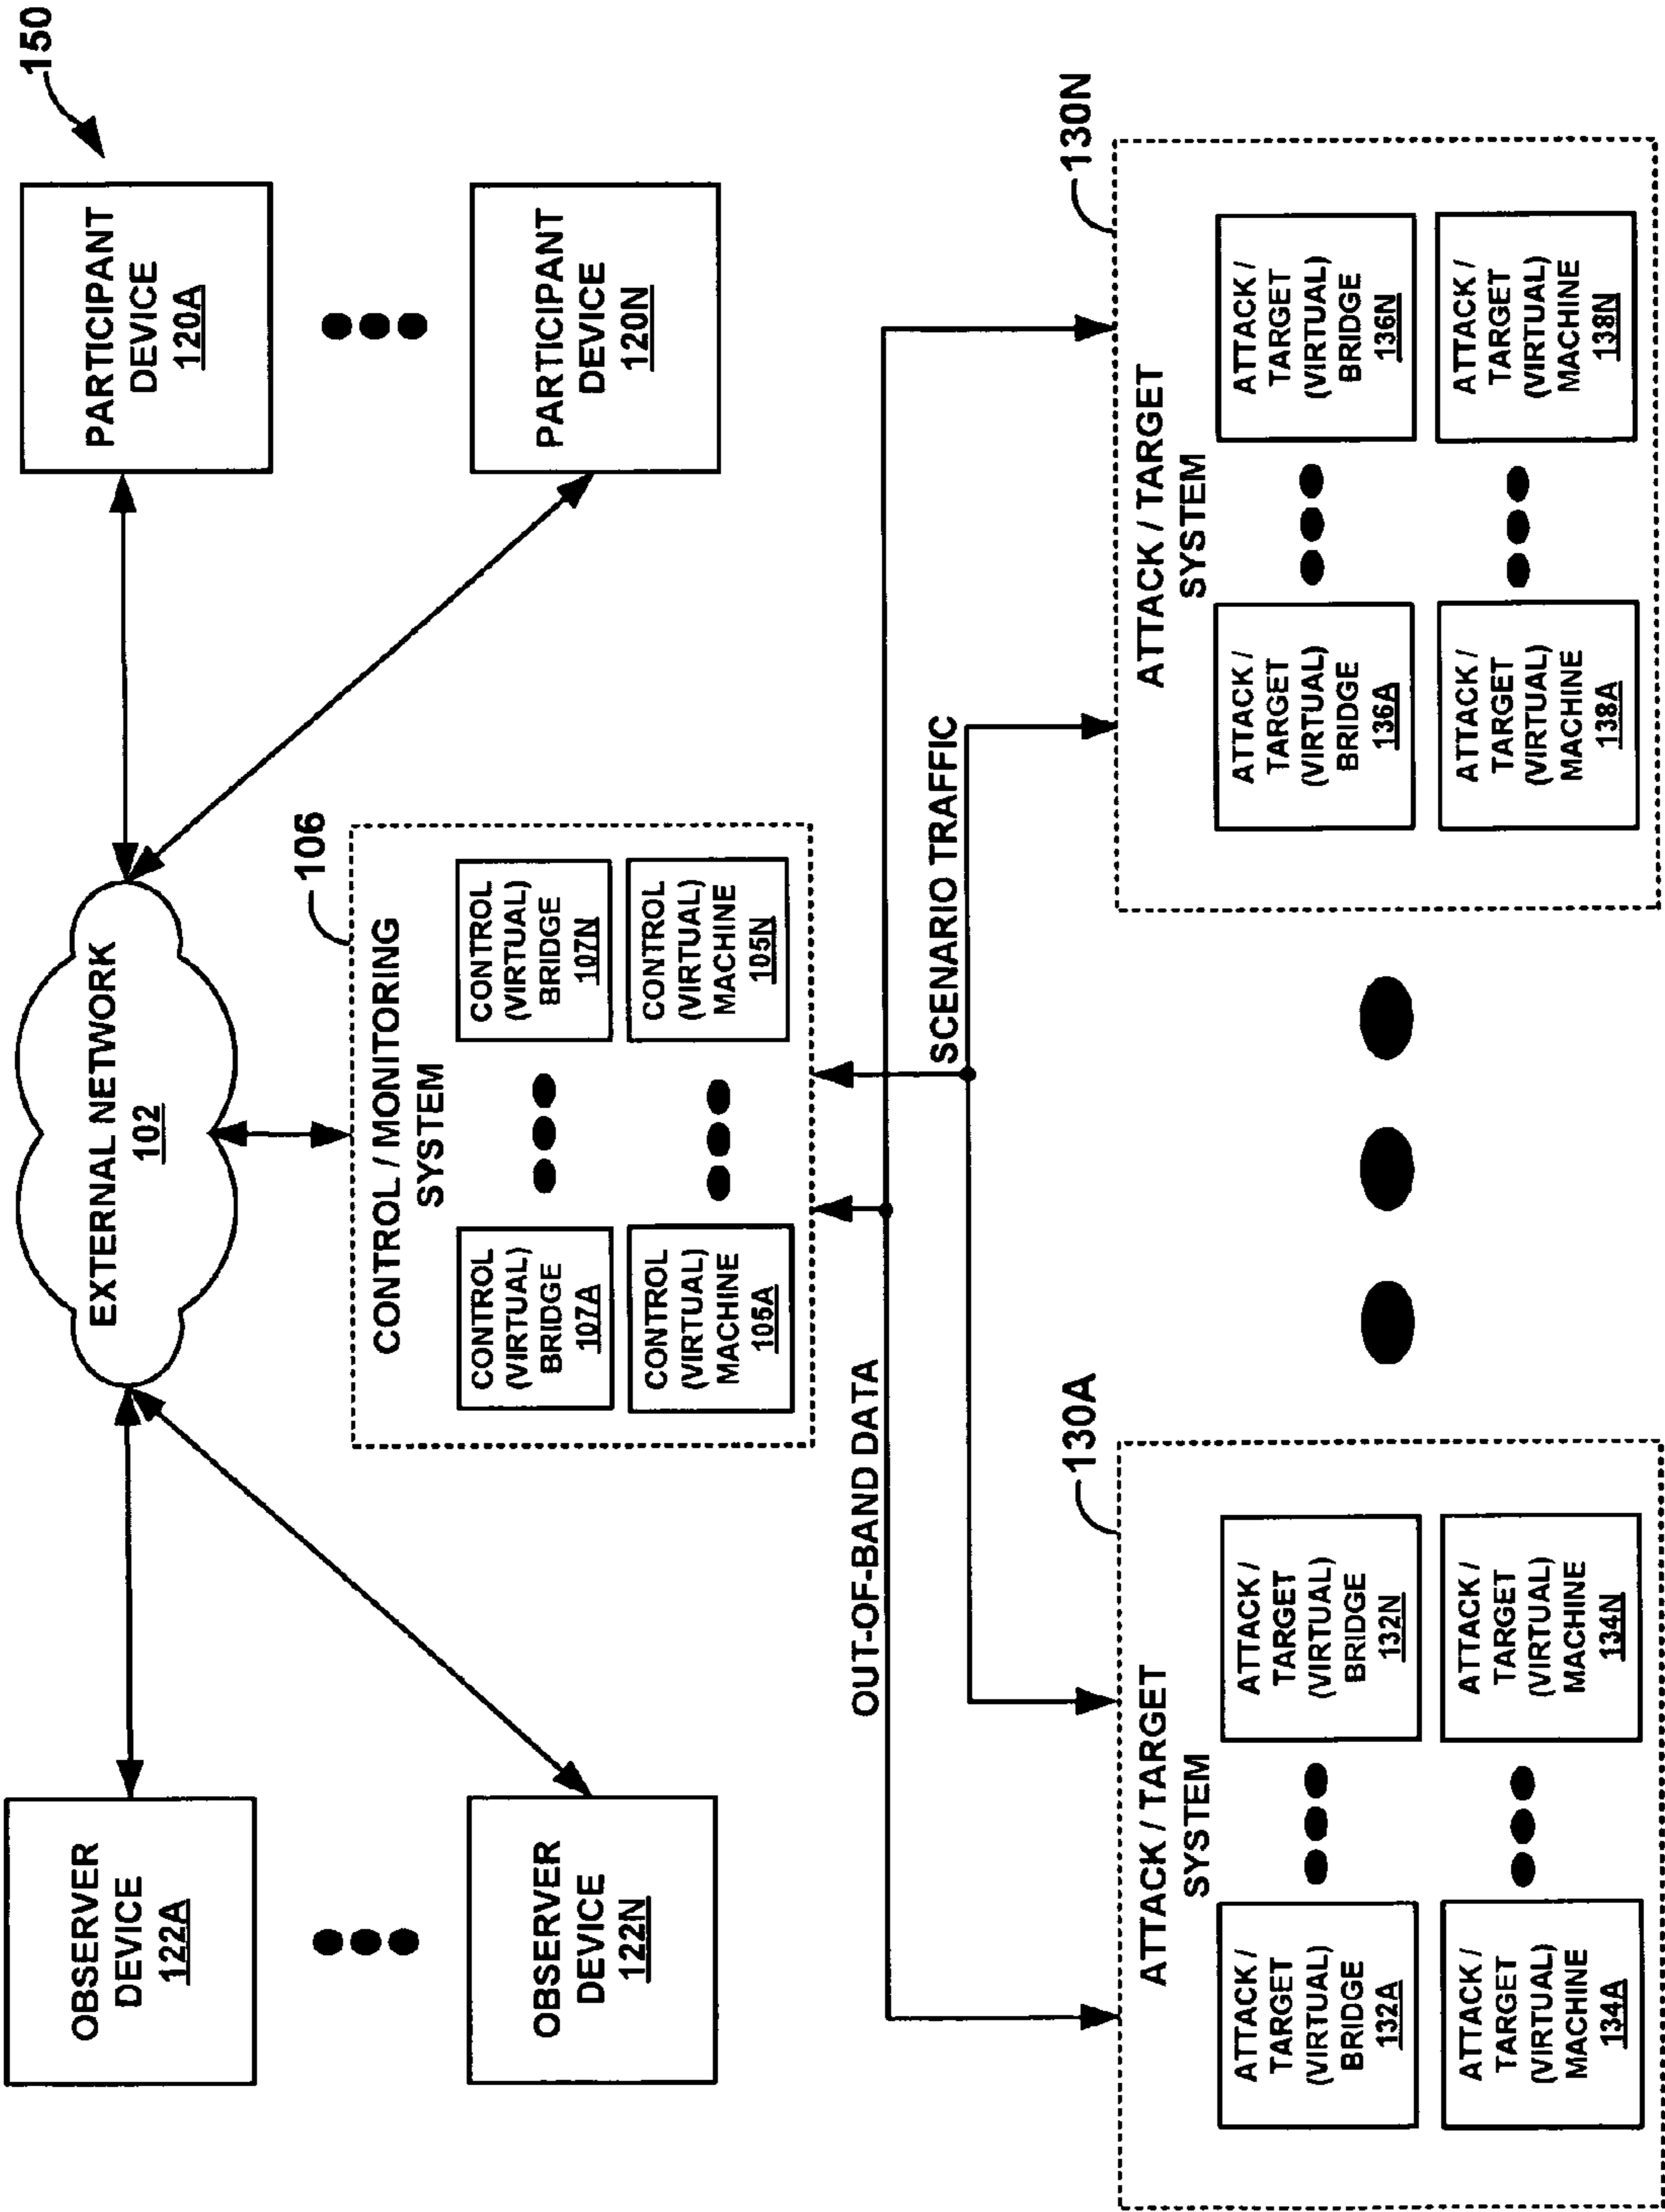 150
OBSERVER
DEVICE
122A
OBSERVER
DEVICE
122N
EXTERNAL NETWORK
102
PARTICIPANT
DEVICE
120A
PARTICIPANT
DEVICE
120N
106
CONTROL / MONITORING
SYSTEM
CONTROL
(VIRTUAL)
BRIDGE
107A
CONTROL
(VIRTUAL)
BRIDGE
107N
CONTROL
(VIRTUAL)
MACHINE
105A
CONTROL
(VIRTUAL)
MACHINE
105N
OUT-OF-BAND DATA
SCENARIO TRAFFIC
130A
ATTACK / TARGET
SYSTEM
ATTACK /
TARGET
(VIRTUAL)
BRIDGE
132A
ATTACK /
TARGET
(VIRTUAL)
BRIDGE
132N
ATTACK /
TARGET
(VIRTUAL)
MACHINE
134A
ATTACK /
TARGET
(VIRTUAL)
MACHINE
134N
130N
ATTACK / TARGET
SYSTEM
ATTACK /
TARGET
(VIRTUAL)
BRIDGE
136A
ATTACK /
TARGET
(VIRTUAL)
BRIDGE
136N
ATTACK /
TARGET
(VIRTUAL)
MACHINE
138A
ATTACK /
TARGET
(VIRTUAL)
MACHINE
138N